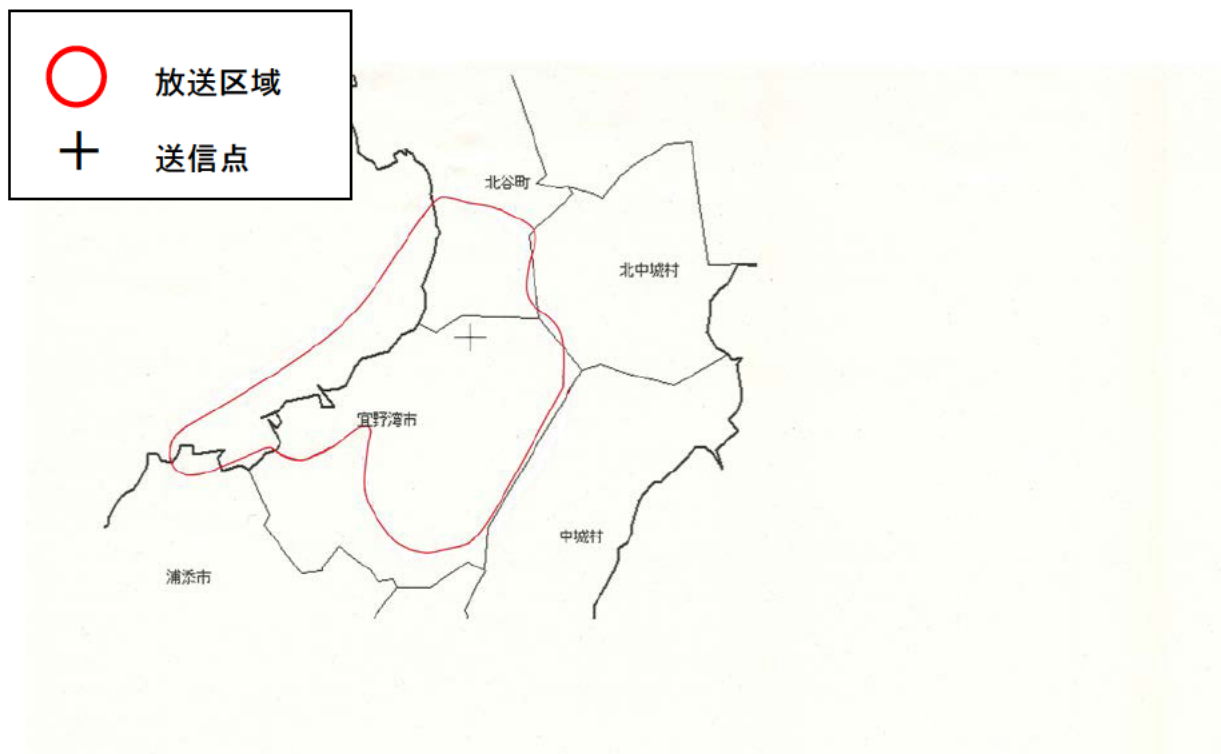 放送区域
送信点
北谷町
北中城村
宜野湾市
中城村
浦添市